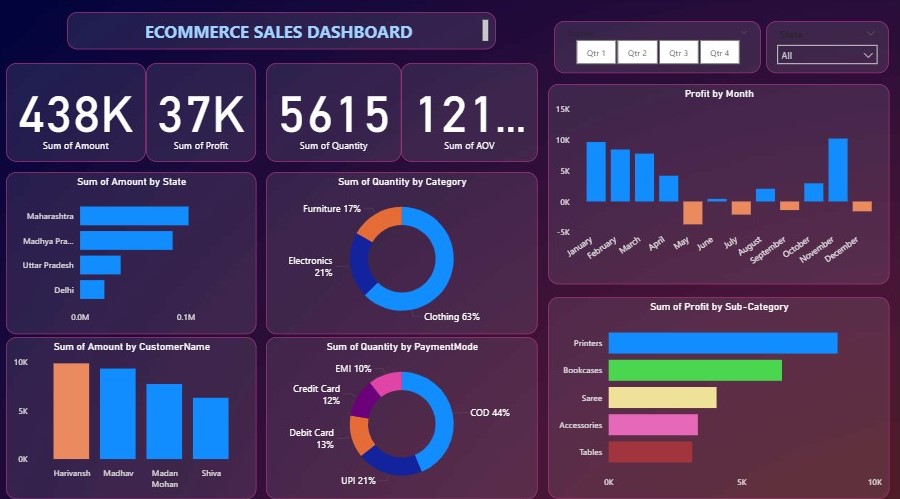 ECOMMERCE SALES DASHBOARD
Qtr 1
Qtr 2
Qtr 3
Qtr 4
State
All
438K
Sum of Amount
37K
Sum of Profit
5615
Sum of Quantity
121...
Sum of AOV
Profit by Month
15K
10K
5K
0K
-5K
January
February
March
April
May
June
July
August
September
October
November
December
Sum of Amount by State
Maharashtra
Madhya Pra...
Uttar Pradesh
Delhi
0.0M
0.1M
Sum of Quantity by Category
Furniture 17%
Electronics
21%
Clothing 63%
Sum of Profit by Sub-Category
Printers
Bookcases
Saree
Accessories
Tables
0K
5K
10K
Sum of Amount by CustomerName
10K
5K
0K
Harivansh
Madhav
Madan
Mohan
Shiva
Sum of Quantity by PaymentMode
EMI 10%
Credit Card
12%
Debit Card
13%
UPI 21%
COD 44%